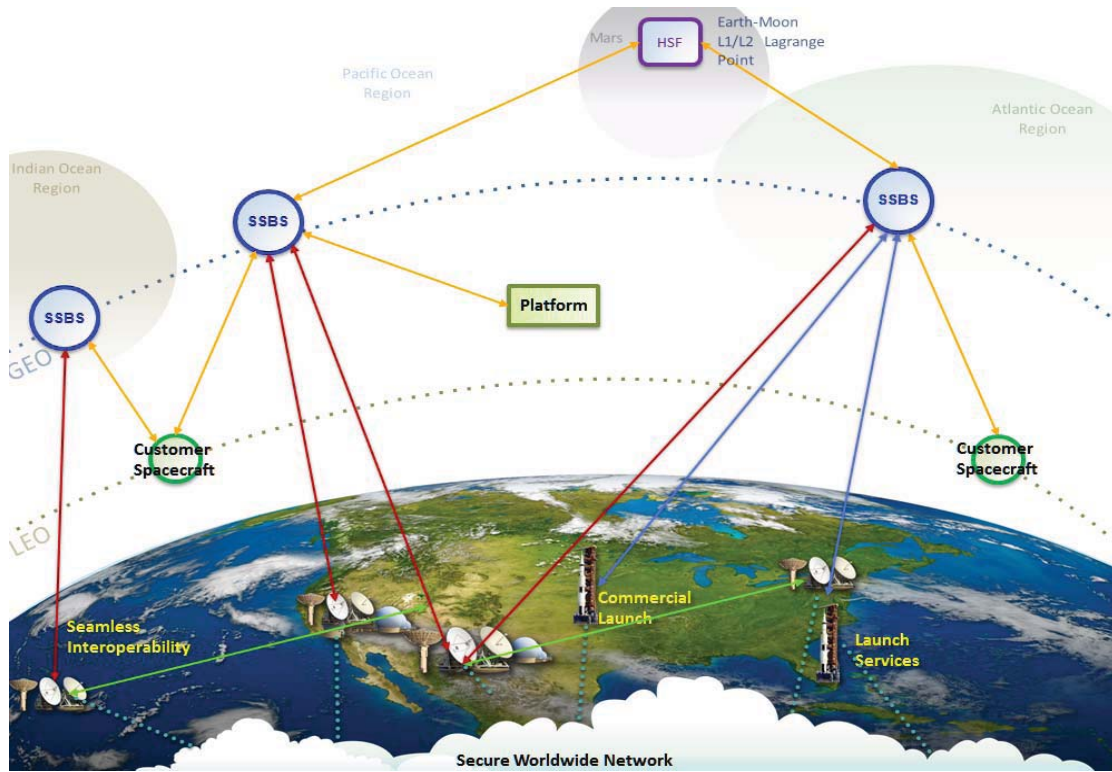 Mars
HSF
Earth-Moon
L1/L2 Lagrange
Point
Pacific Ocean
Region
Atlantic Ocean
Region
Indian Ocean
Region
SSBS
SSBS
SSBS
Platform
GEO
Customer
Spacecraft
Customer
Spacecraft
LEO
Commercial
Launch
Seamless
Interoperability
Launch
Services
Secure Worldwide Network